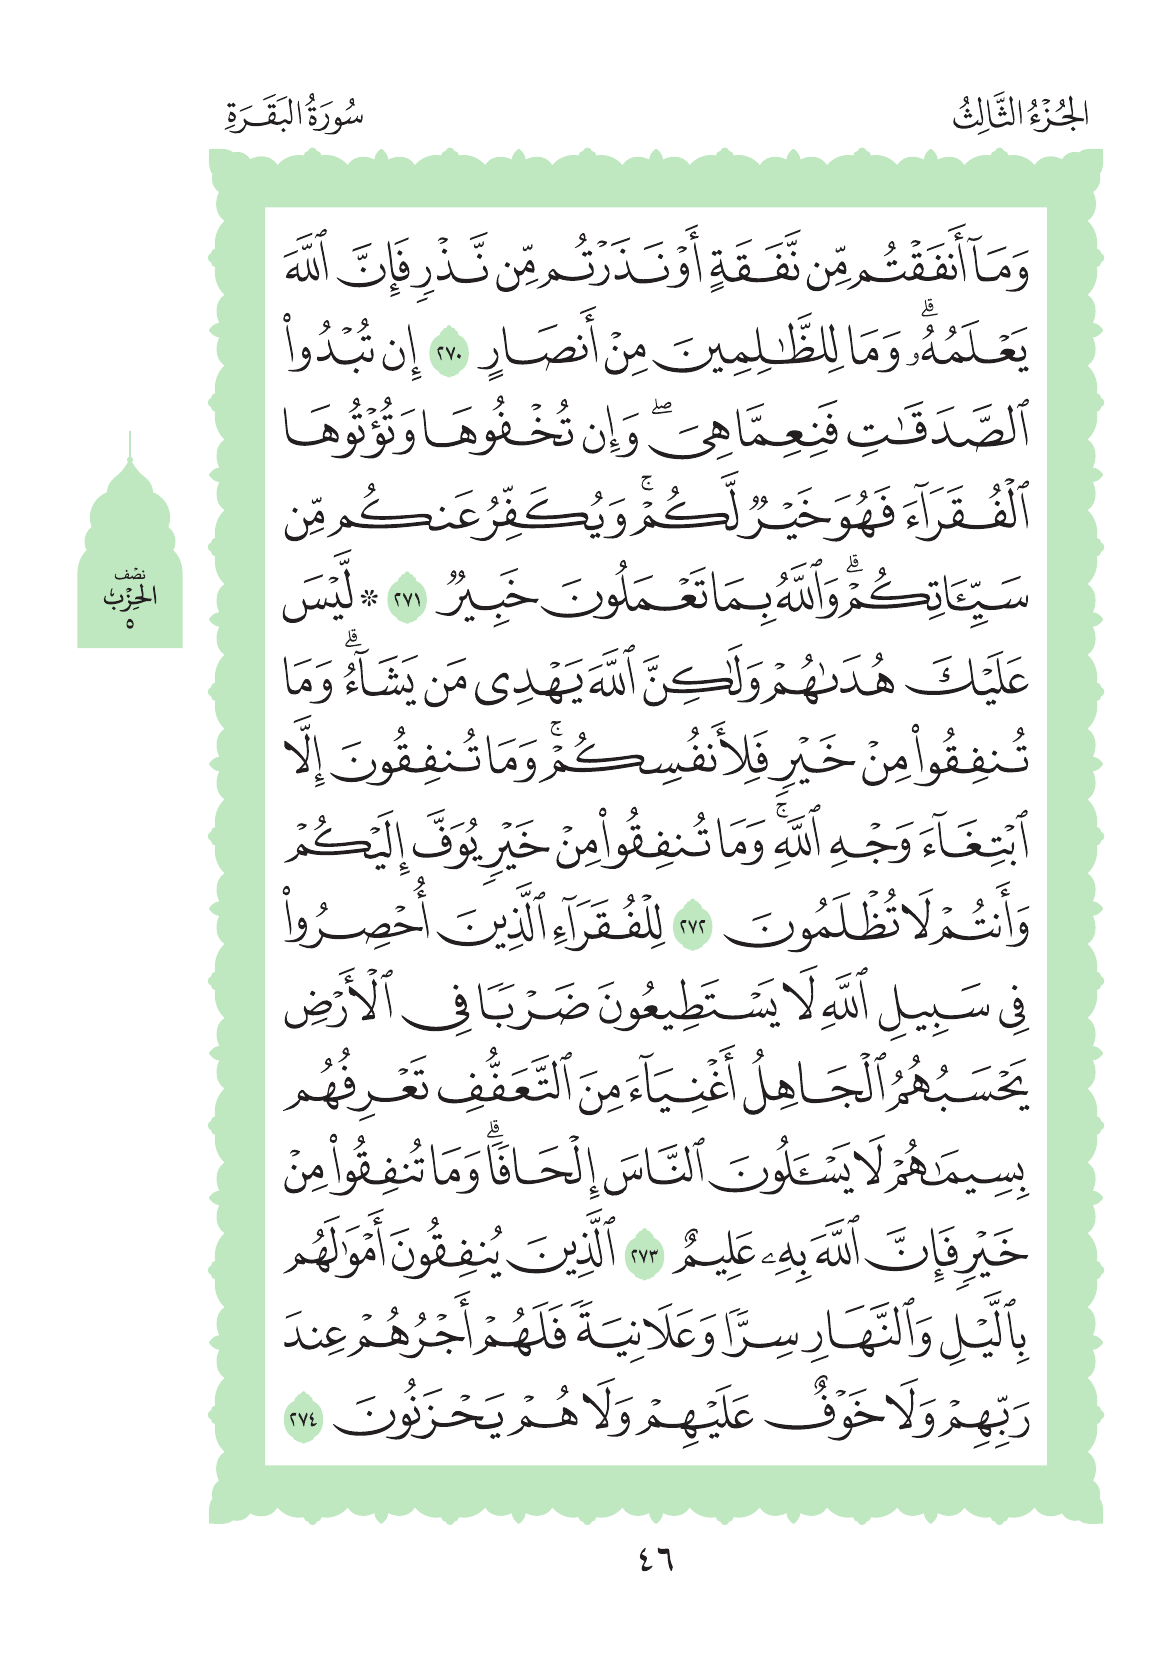 الجُزْءُ الثَّالِثُ
سُورَةُ البَقَرَةِ
وَمَآ أَنفَقْتُم مِّن نَّفَقَةٍ أَوْ نَذَرْتُم مِّن نَّذْرٍ فَإِنَّ ٱللَّهَ
يَعْلَمُهُۥۗ وَمَا لِلظَّـٰلِمِينَ مِنْ أَنصَارٍ ٢٧٠ إِن تُبْدُوا۟
ٱلصَّدَقَـٰتِ فَنِعِمَّا هِىَۖ وَإِن تُخْفُوهَا وَتُؤْتُوهَا
ٱلْفُقَرَآءَ فَهُوَ خَيْرٌ لَّكُمْۚ وَيُكَفِّرُ عَنكُم مِّن
سَيِّـَٔاتِكُمْۗ وَٱللَّهُ بِمَا تَعْمَلُونَ خَبِيرٌ ٢٧١ ۞ لَّيْسَ
عَلَيْكَ هُدَىٰهُمْ وَلَـٰكِنَّ ٱللَّهَ يَهْدِى مَن يَشَآءُۗ وَمَا
تُنفِقُوا۟ مِنْ خَيْرٍ فَلِأَنفُسِكُمْۚ وَمَا تُنفِقُونَ إِلَّا
ٱبْتِغَآءَ وَجْهِ ٱللَّهِۚ وَمَا تُنفِقُوا۟ مِنْ خَيْرٍ يُوَفَّ إِلَيْكُمْ
وَأَنتُمْ لَا تُظْلَمُونَ ٢٧٢ لِلْفُقَرَآءِ ٱلَّذِينَ أُحْصِرُوا۟
فِى سَبِيلِ ٱللَّهِ لَا يَسْتَطِيعُونَ ضَرْبًا فِى ٱلْأَرْضِ
يَحْسَبُهُمُ ٱلْجَاهِلُ أَغْنِيَآءَ مِنَ ٱلتَّعَفُّفِ تَعْرِفُهُم
بِسِيمَـٰهُمْ لَا يَسْـَٔلُونَ ٱلنَّاسَ إِلْحَافًاۗ وَمَا تُنفِقُوا۟ مِنْ
خَيْرٍ فَإِنَّ ٱللَّهَ بِهِۦ عَلِيمٌ ٢٧٣ ٱلَّذِينَ يُنفِقُونَ أَمْوَٰلَهُم
بِٱلَّيْلِ وَٱلنَّهَارِ سِرًّا وَعَلَانِيَةً فَلَهُمْ أَجْرُهُمْ عِندَ
رَبِّهِمْ وَلَا خَوْفٌ عَلَيْهِمْ وَلَا هُمْ يَحْزَنُونَ ٢٧٤
نصْف
الحِزْب
٥
٤٦